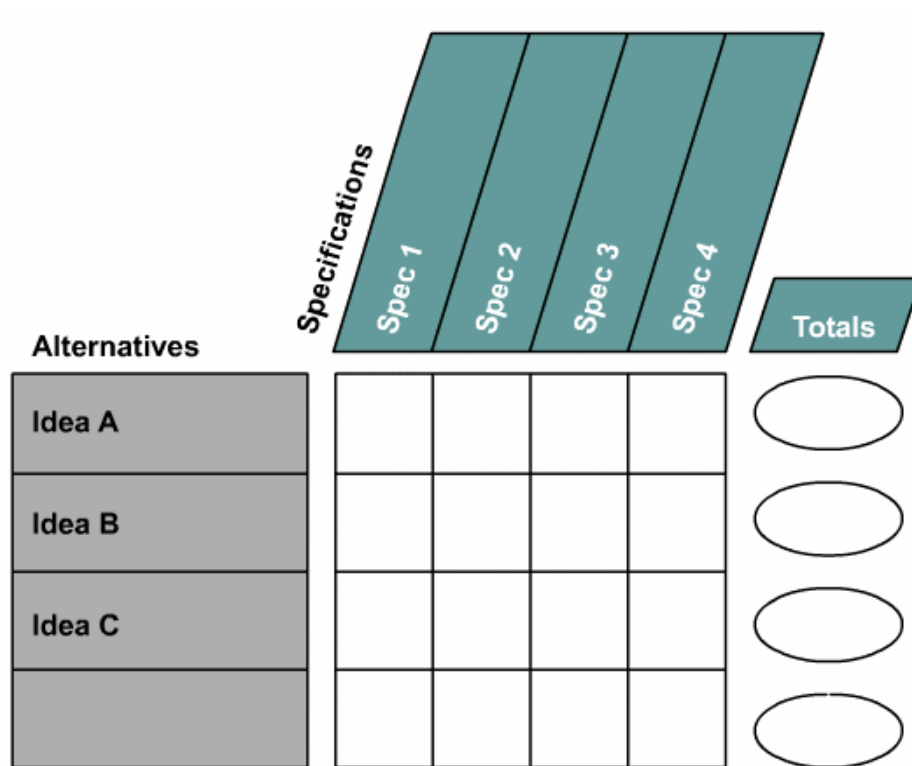 Specifications
Spec 1
Spec 2
Spec 3
Spec 4
Totals
Alternatives
Idea A
Idea B
Idea C